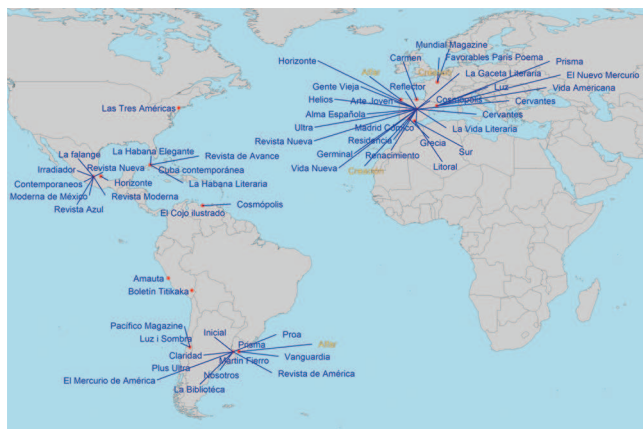 Mundial Magazine
Carmen
Horizonte
Favorables Paris Poema
Prisma
Alfar
La Gaceta Literaria
El Nuevo Mercurio
Gente Vieja
Reflector
Luz
Vida Americana
Helios
Arte Joven
Cosmópolis
Cervantes
Las Tres Américas
Alma Española
Cervantes
Ultra
Madrid Cómico
La Vida Literaria
Revista Nueva
Residencia
Grecia
La Habana Elegante
Germinal
Renacimiento
Sur
La falange
Revista de Avance
Vida Nueva
Litoral
Irradiador
Revista Nueva
Cuba contemporánea
Creación
Contemporaneos
Horizonte
La Habana Literaria
Moderna de México
Revista Moderna
Revista Azul
Cosmópolis
El Cojo ilustrado
Amauta
Boletín Titikaka
Pacífico Magazine
Inicial
Proa
Luz i Sombra
Prisma
Alfar
Claridad
Martín Fierro
Vanguardia
Plus Ultra
Nosotros
Revista de América
El Mercurio de América
La Bibliotéca